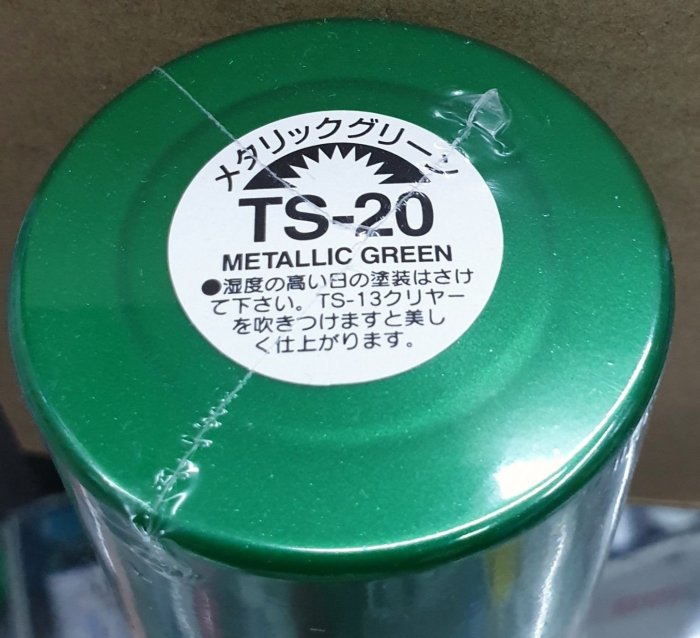 メタリックグリーン
TS-20
METALLIC GREEN
●湿度の高い日の塗装はさけ
て下さい。TS-13クリヤー
を吹きつけますと美し
く仕上がります。